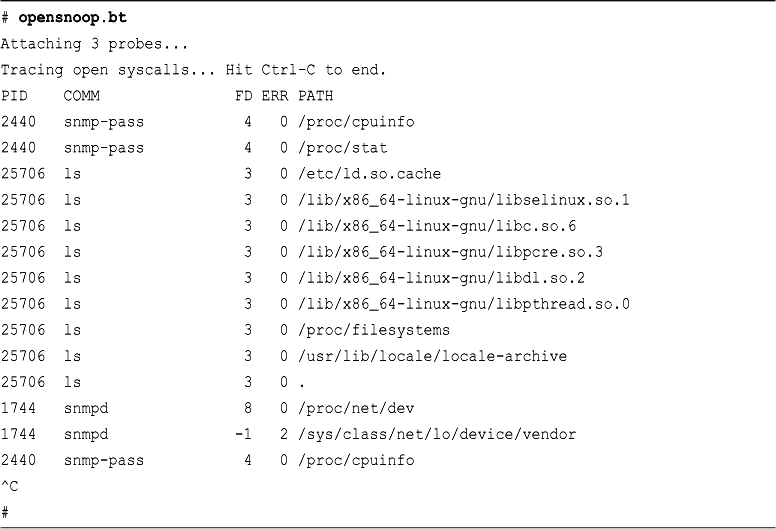 # opensnoop.bt
Attaching 3 probes...
Tracing open syscalls... Hit Ctrl-C to end.
PID    COMM               FD ERR PATH
2440   snmp-pass           4   0 /proc/cpuinfo
2440   snmp-pass           4   0 /proc/stat
25706  ls                  3   0 /etc/ld.so.cache
25706  ls                  3   0 /lib/x86_64-linux-gnu/libselinux.so.1
25706  ls                  3   0 /lib/x86_64-linux-gnu/libc.so.6
25706  ls                  3   0 /lib/x86_64-linux-gnu/libpcre.so.3
25706  ls                  3   0 /lib/x86_64-linux-gnu/libdl.so.2
25706  ls                  3   0 /lib/x86_64-linux-gnu/libpthread.so.0
25706  ls                  3   0 /proc/filesystems
25706  ls                  3   0 /usr/lib/locale/locale-archive
25706  ls                  3   0 .
1744   snmpd               8   0 /proc/net/dev
1744   snmpd              -1   2 /sys/class/net/lo/device/vendor
2440   snmp-pass           4   0 /proc/cpuinfo
^C
#